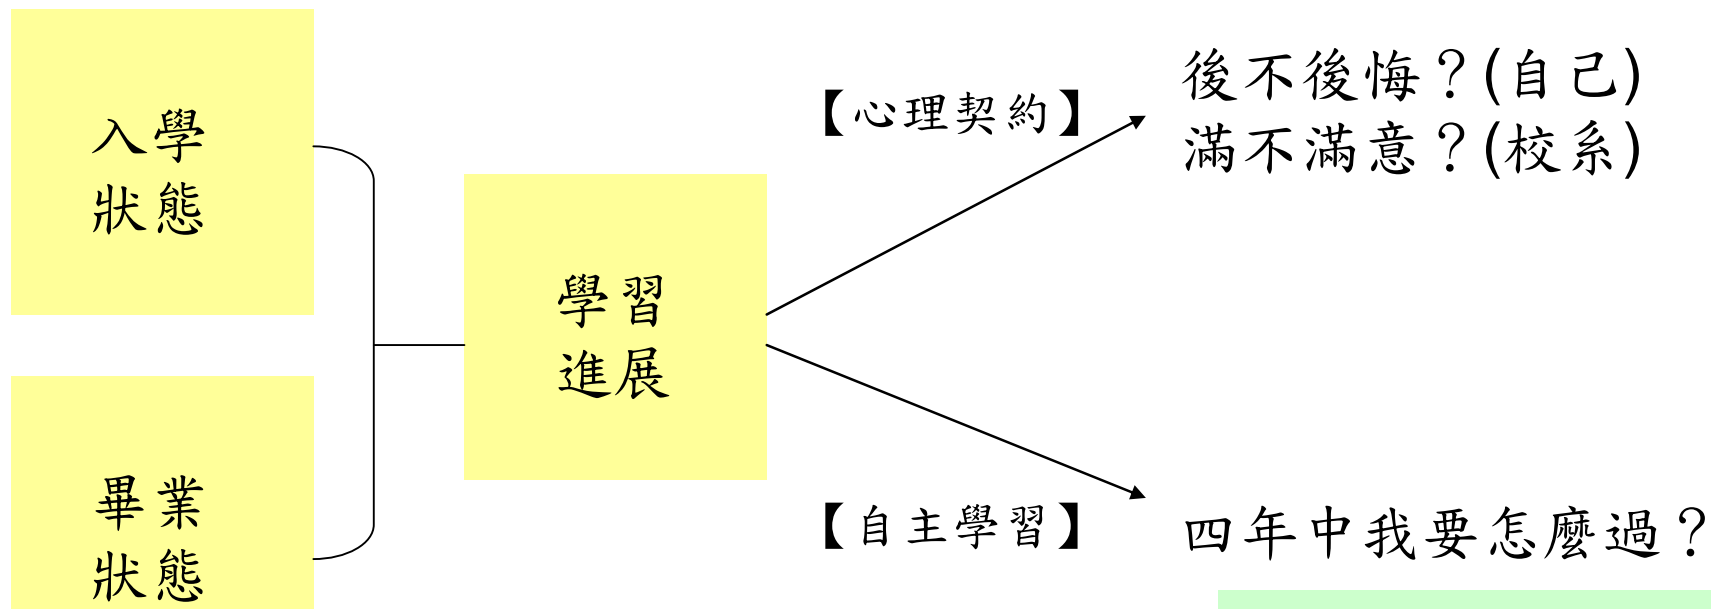 入學
狀態
學習
進展
畢業
狀態
【心理契約】
後不後悔？(自己)
滿不滿意？(校系)
【自主學習】
四年中我要怎麼過？